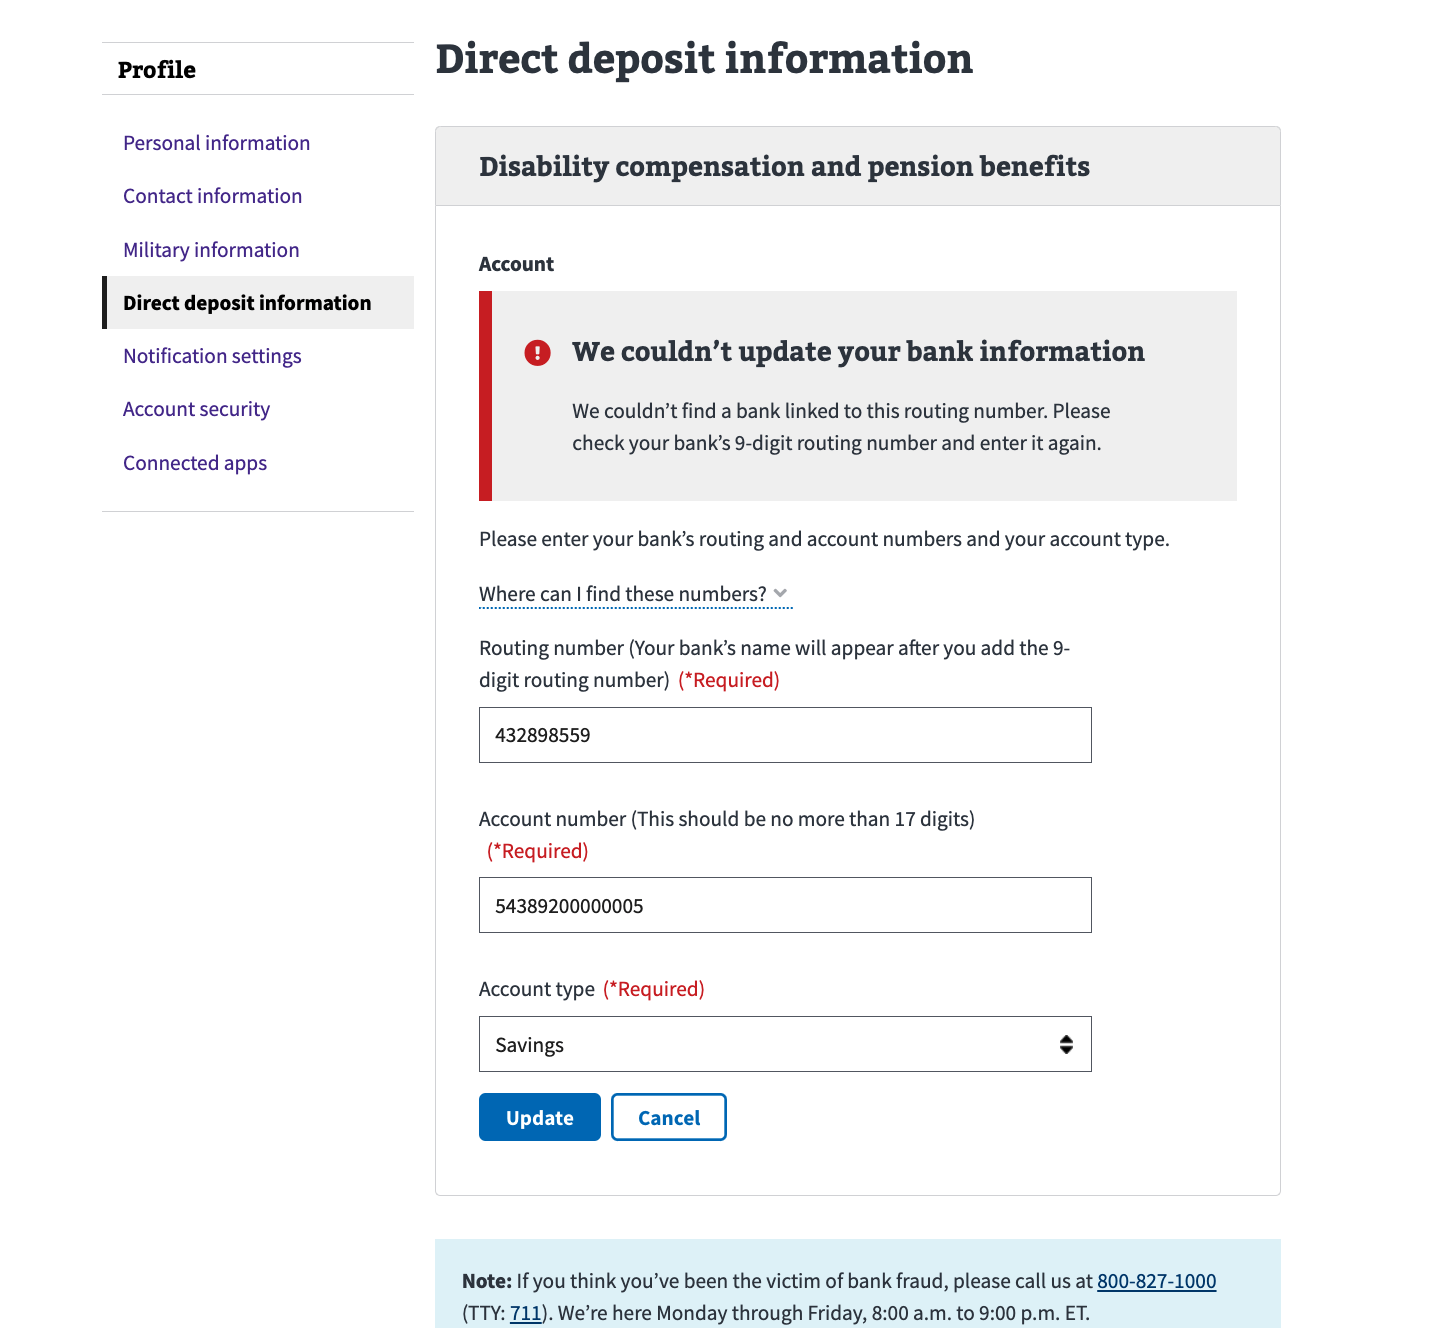 Profile
Personal information
Contact information
Military information
Direct deposit information
Notification settings
Account security
Connected apps
Direct deposit information
Disability compensation and pension benefits
Account
We couldn’t update your bank information
We couldn’t find a bank linked to this routing number. Please
check your bank’s 9-digit routing number and enter it again.
Please enter your bank’s routing and account numbers and your account type.
Where can I find these numbers?
Routing number (Your bank’s name will appear after you add the 9-
digit routing number) (*Required)
432898559
Account number (This should be no more than 17 digits)
(*Required)
54389200000005
Account type (*Required)
Savings
Update Cancel
Note: If you think you’ve been the victim of bank fraud, please call us at 800-827-1000
(TTY: 711). We’re here Monday through Friday, 8:00 a.m. to 9:00 p.m. ET.